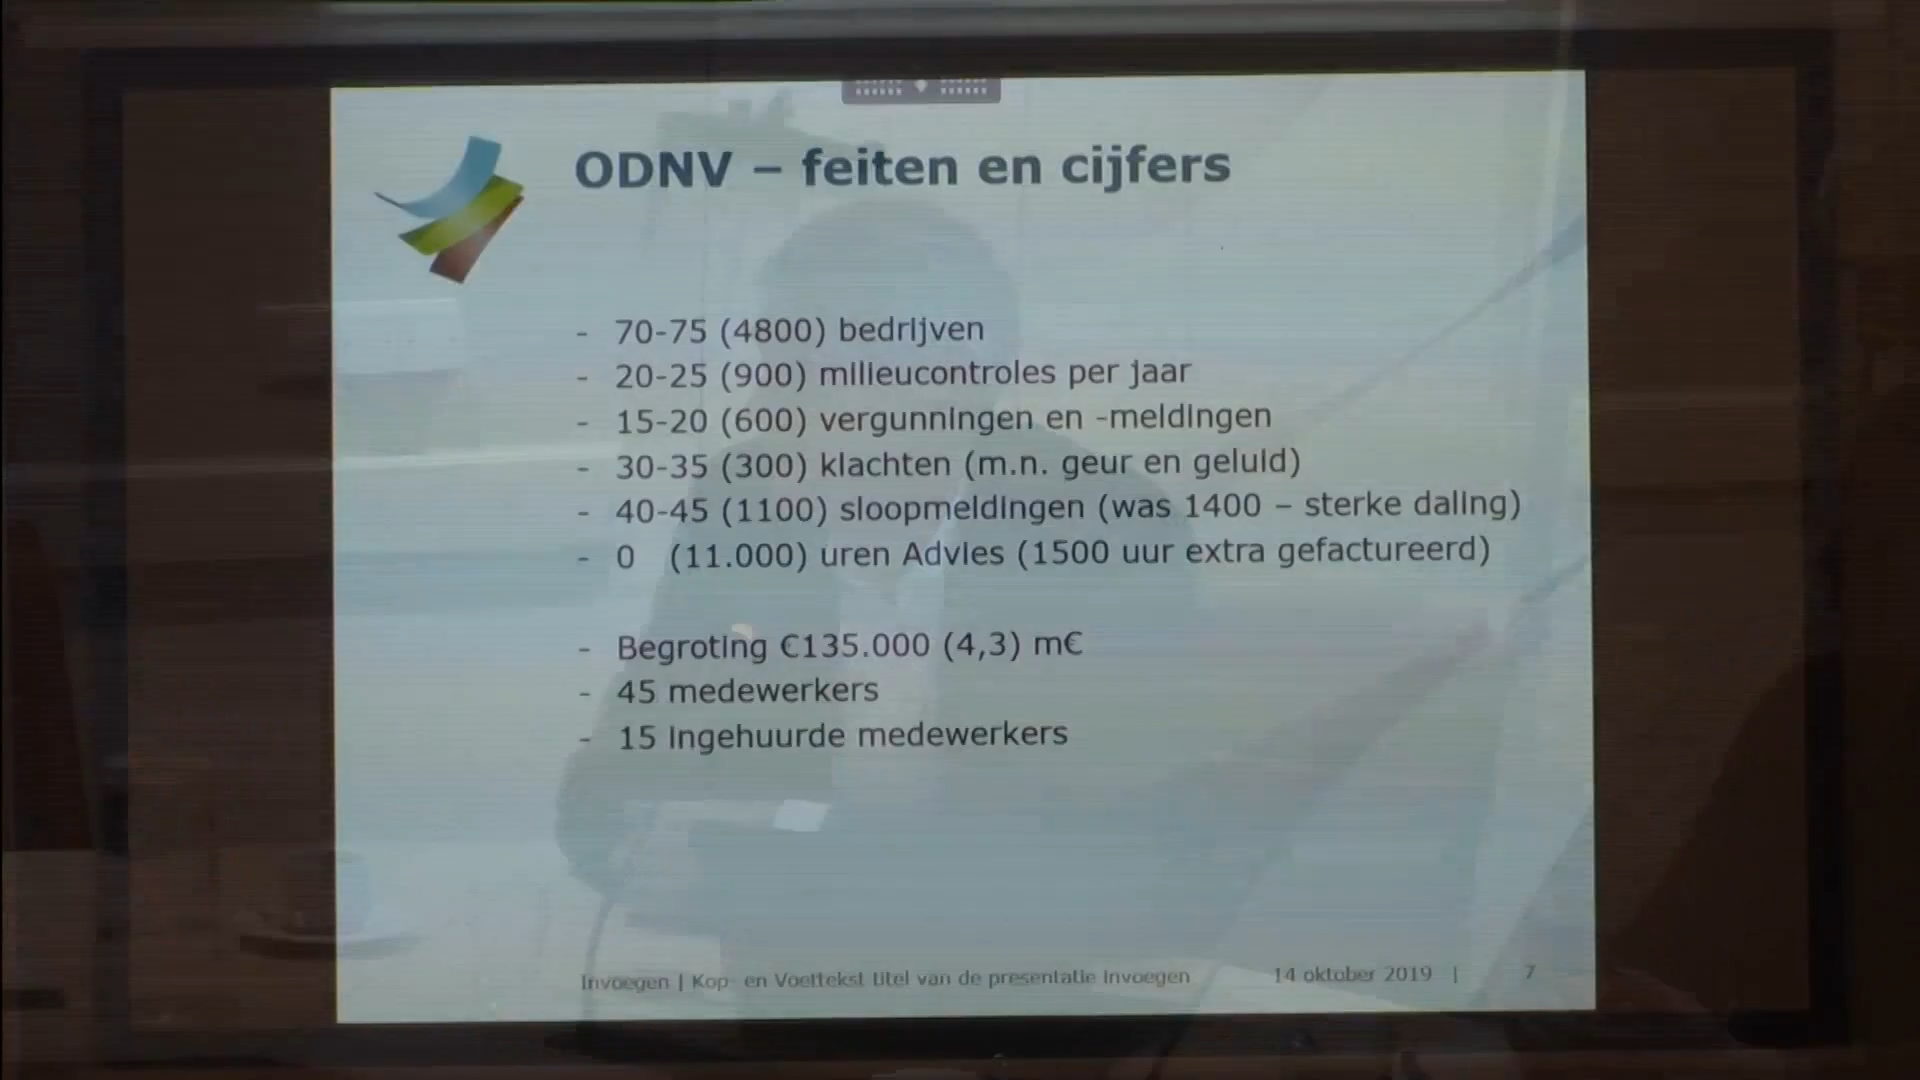 ODNV – feiten en cijfers
- 70-75 (4800) bedrijven
- 20-25 (900) milieucontroles per jaar
- 15-20 (600) vergunningen en -meldingen
- 30-35 (300) klachten (m.n. geur en geluid)
- 40-45 (1100) sloopmeldingen (was 1400 – sterke daling)
- 0 (11.000) uren Advies (1500 uur extra gefactureerd)
- Begroting €135.000 (4,3) m€
- 45 medewerkers
- 15 ingehuurde medewerkers
Invoegen | Kop- en Voettekst titel van de presentatie invoegen 14 oktober 2019 | 7